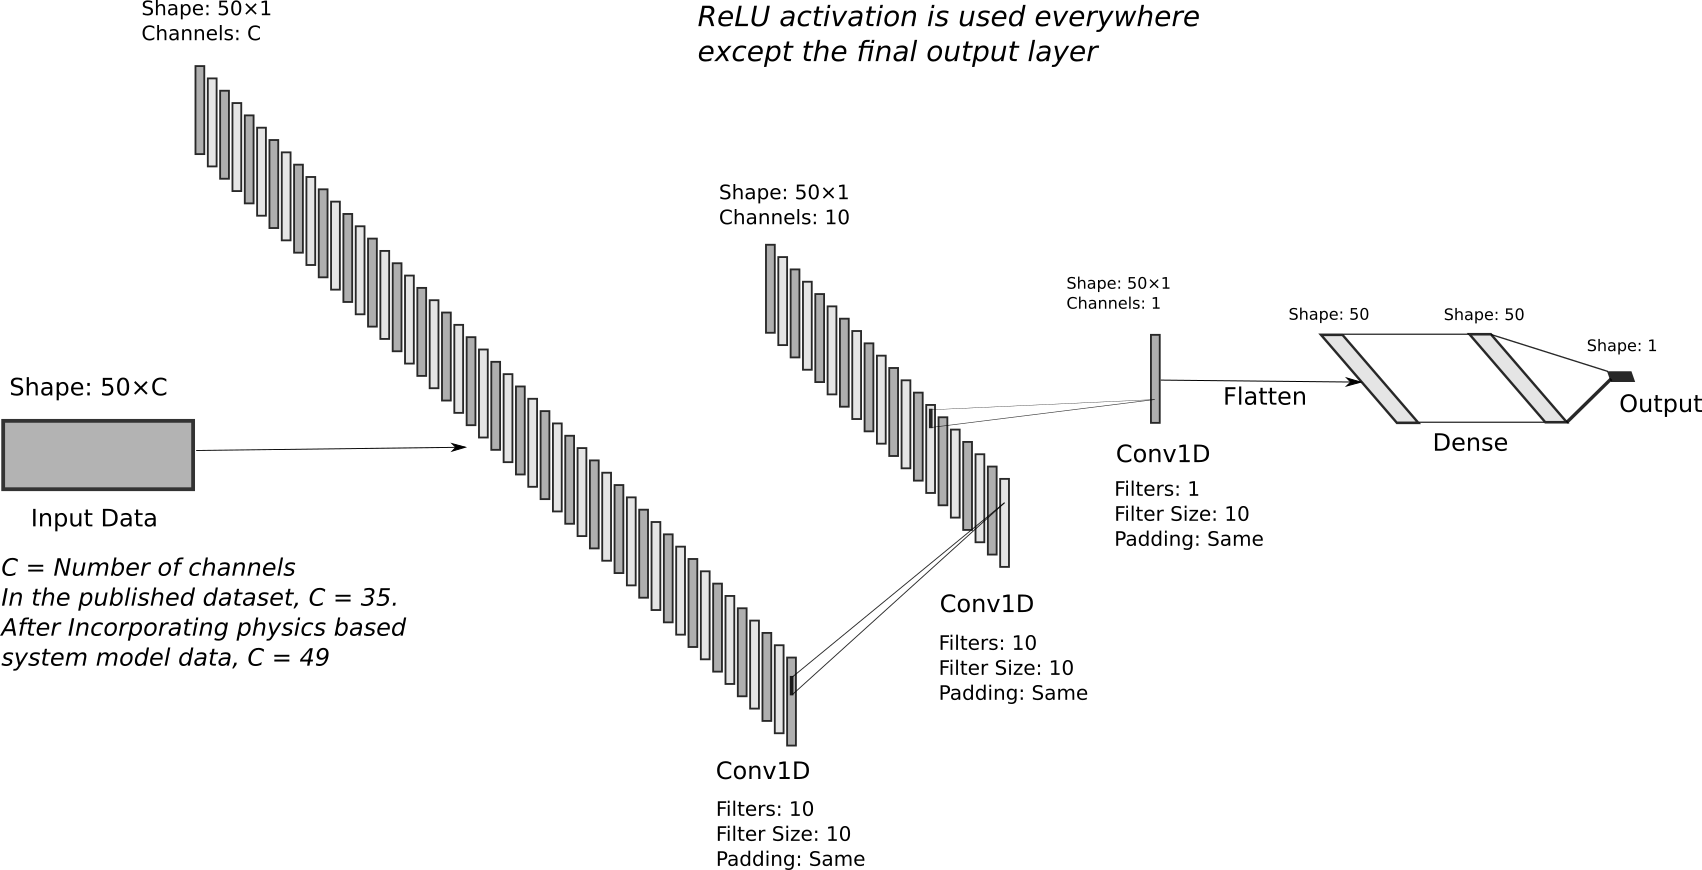 Shape: 50×1
Channels: C
ReLU activation is used everywhere
except the final output layer
Shape: 50×C
Input Data
C = Number of channels
In the published dataset, C = 35.
After Incorporating physics based
system model data, C = 49
Conv1D
Filters: 10
Filter Size: 10
Padding: Same
Shape: 50×1
Channels: 10
Conv1D
Filters: 10
Filter Size: 10
Padding: Same
Shape: 50×1
Channels: 1
Conv1D
Filters: 1
Filter Size: 10
Padding: Same
Flatten
Shape: 50
Shape: 50
Dense
Shape: 1
Output